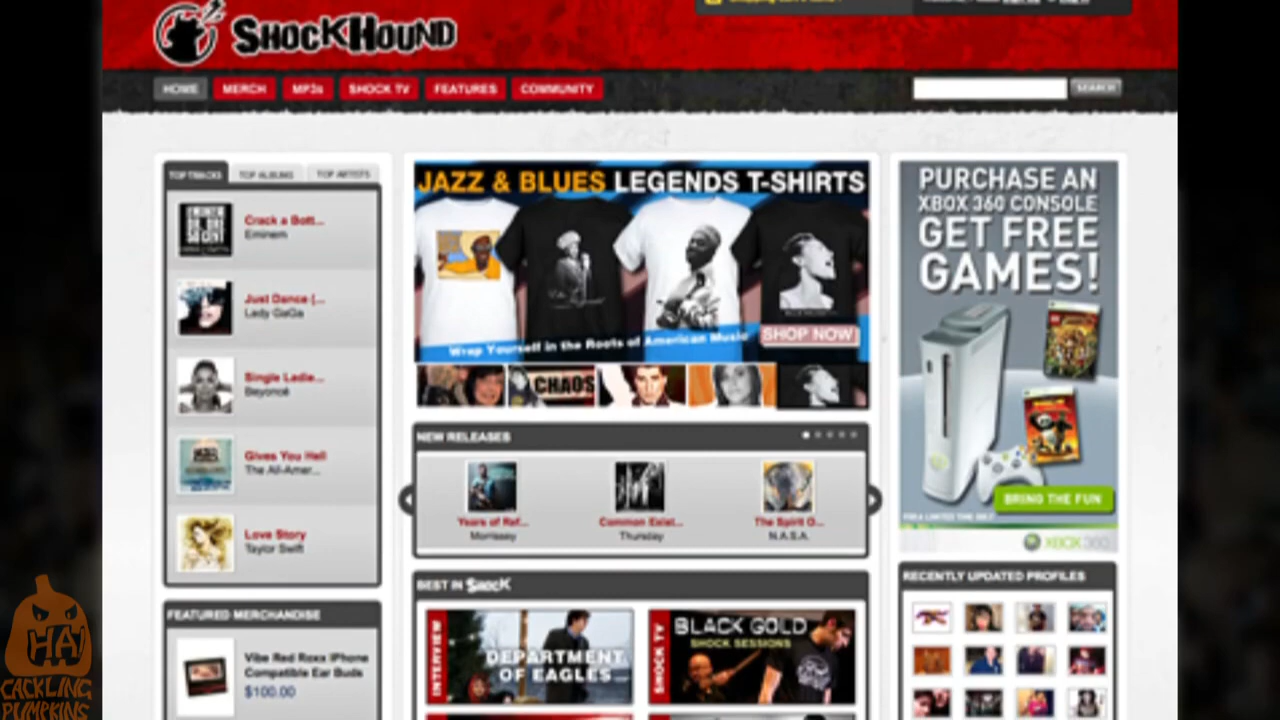 SHOCKHOUND
HOME MERCH MP3s SHOCK TV FEATURES COMMUNITY
SEARCH
TOP TRACKS TOP ALBUMS TOP ARTISTS
Crack a Bott...
Eminem
Just Dance (...
Lady GaGa
Single Ladie...
Beyoncé
Gives You Hell
The All-Amer...
Love Story
Taylor Swift
FEATURED MERCHANDISE
Vibe Red Roxx iPhone
Compatible Ear Buds
$100.00
JAZZ & BLUES LEGENDS T-SHIRTS
Wrap Yourself in the Roots of American Music
SHOP NOW
CHAOS
NEW RELEASES
Years of Ref...
Morrissey
Common Exist...
Thursday
The Spirit O...
N.A.S.A.
BEST IN SHOCK
INTERVIEW
DEPARTMENT
OF EAGLES
SHOCK TV
BLACK GOLD
SHOCK SESSIONS
PURCHASE AN
XBOX 360 CONSOLE
GET FREE
GAMES!
BRING THE FUN
XBOX 360
RECENTLY UPDATED PROFILES
HA!
CACKLING
PUMPKINS